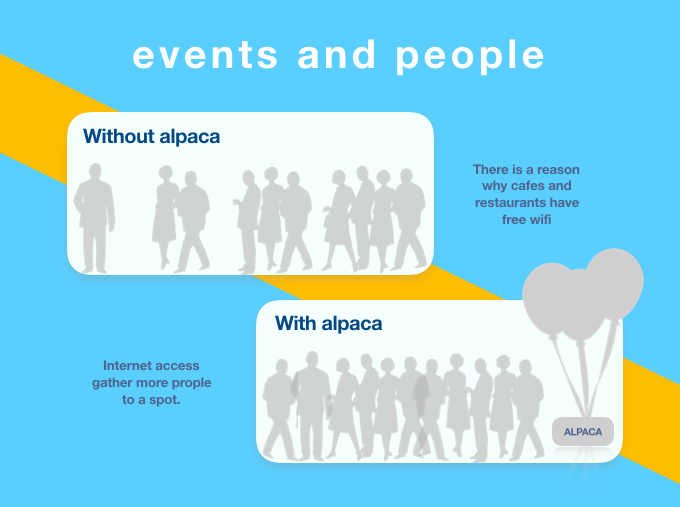 events and people
Without alpaca
There is a reason
why cafes and
restaurants have
free wifi
With alpaca
Internet access
gather more prople
to a spot.
ALPACA